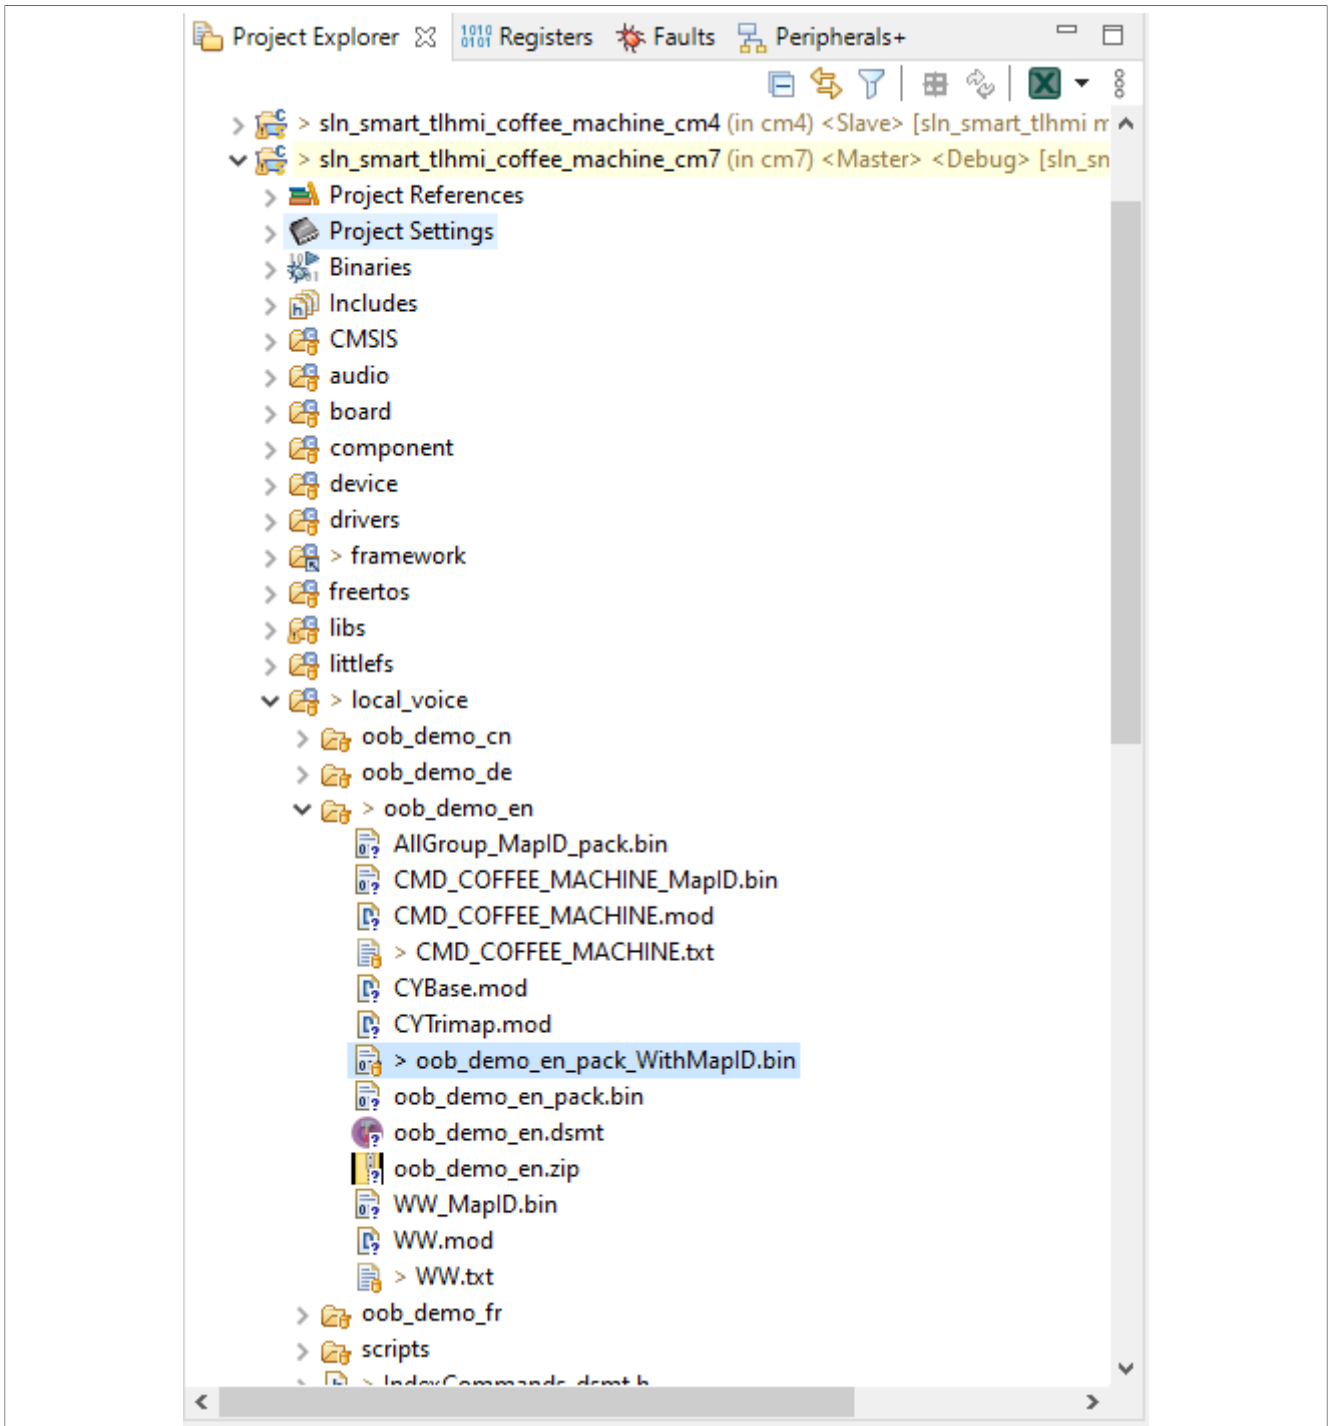 Project Explorer Registers Faults Peripherals+
> sln_smart_tlhmi_coffee_machine_cm4 (in cm4) <Slave> [sln_smart_tlhmi m
> sln_smart_tlhmi_coffee_machine_cm7 (in cm7) <Master> <Debug> [sln_sn
Project References
Project Settings
Binaries
Includes
CMSIS
audio
board
component
device
drivers
> framework
freertos
libs
littlefs
> local_voice
oob_demo_cn
oob_demo_de
> oob_demo_en
AllGroup_MapID_pack.bin
CMD_COFFEE_MACHINE_MapID.bin
CMD_COFFEE_MACHINE.mod
> CMD_COFFEE_MACHINE.txt
CYBase.mod
CYTrimap.mod
> oob_demo_en_pack_WithMapID.bin
oob_demo_en_pack.bin
oob_demo_en.dsmt
oob_demo_en.zip
WW_MapID.bin
WW.mod
> WW.txt
oob_demo_fr
scripts
> IndexCommands_dsmt.h